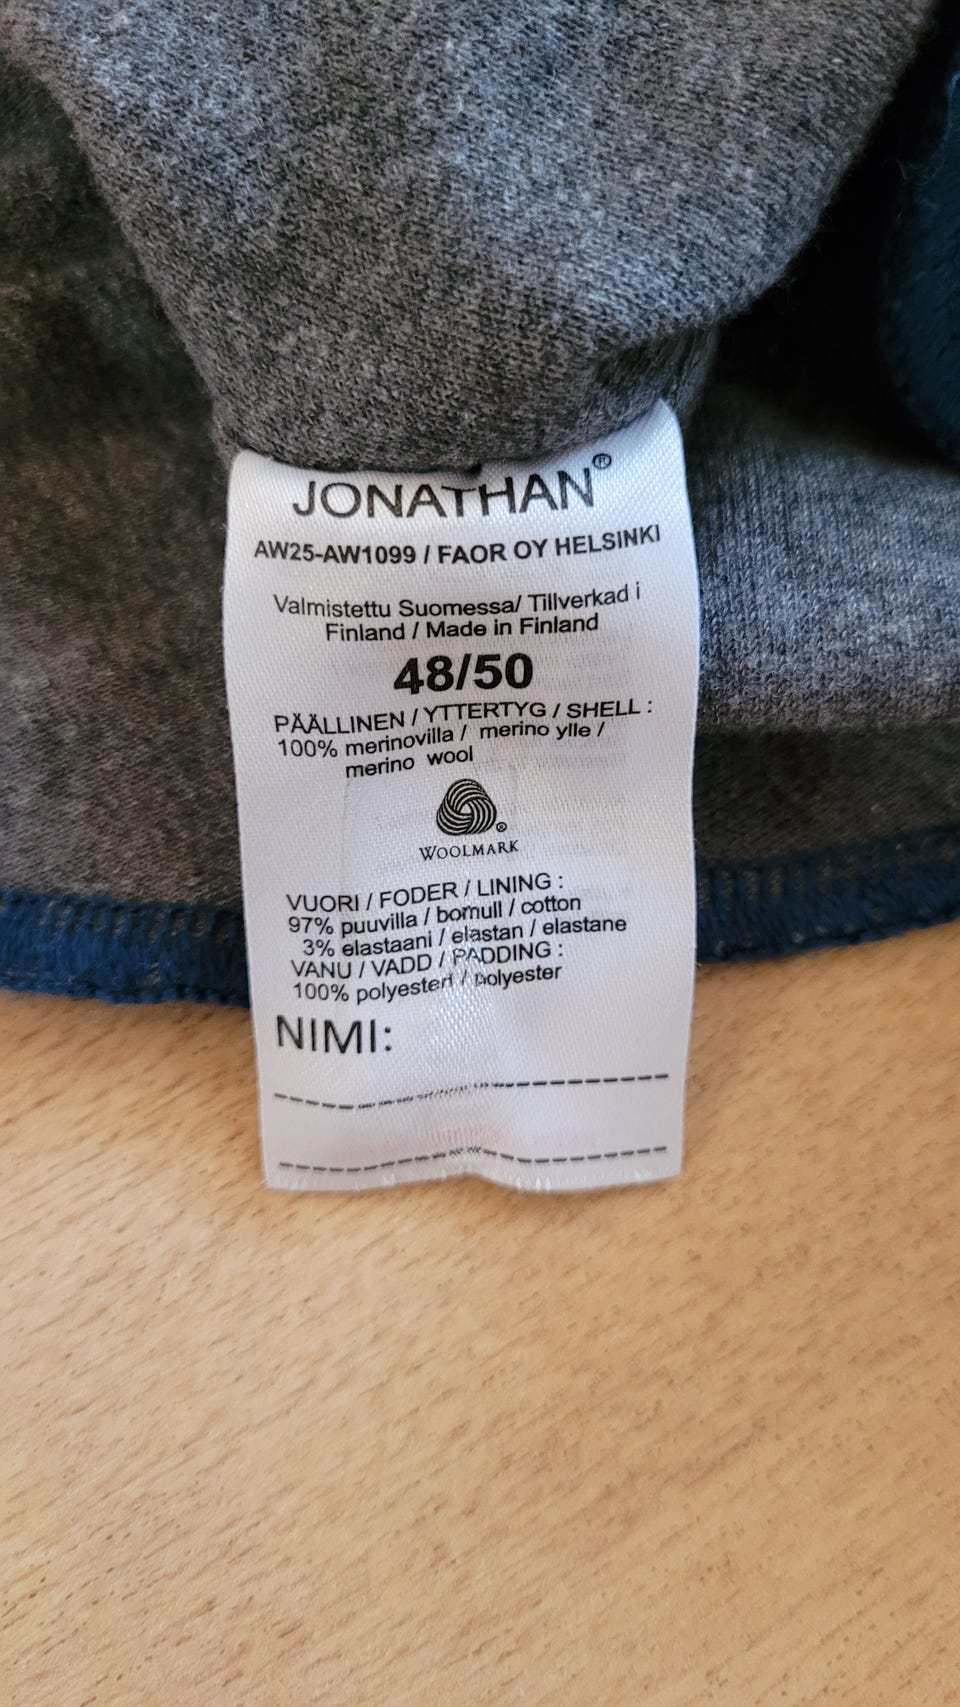 JONATHAN®
AW25-AW1099 / FAOR OY HELSINKI
Valmistettu Suomessa/ Tillverkad i
Finland / Made in Finland
48/50
PÄÄLLINEN / YTTERTYG / SHELL :
100% merinovilla / merino ylle /
merino wool
®
WOOLMARK
VUORI / FODER / LINING :
97% puuvilla / bomull / cotton
3% elastaani / elastan / elastane
VANU / VADD / PADDING :
100% polyesteri / polyester
NIMI: